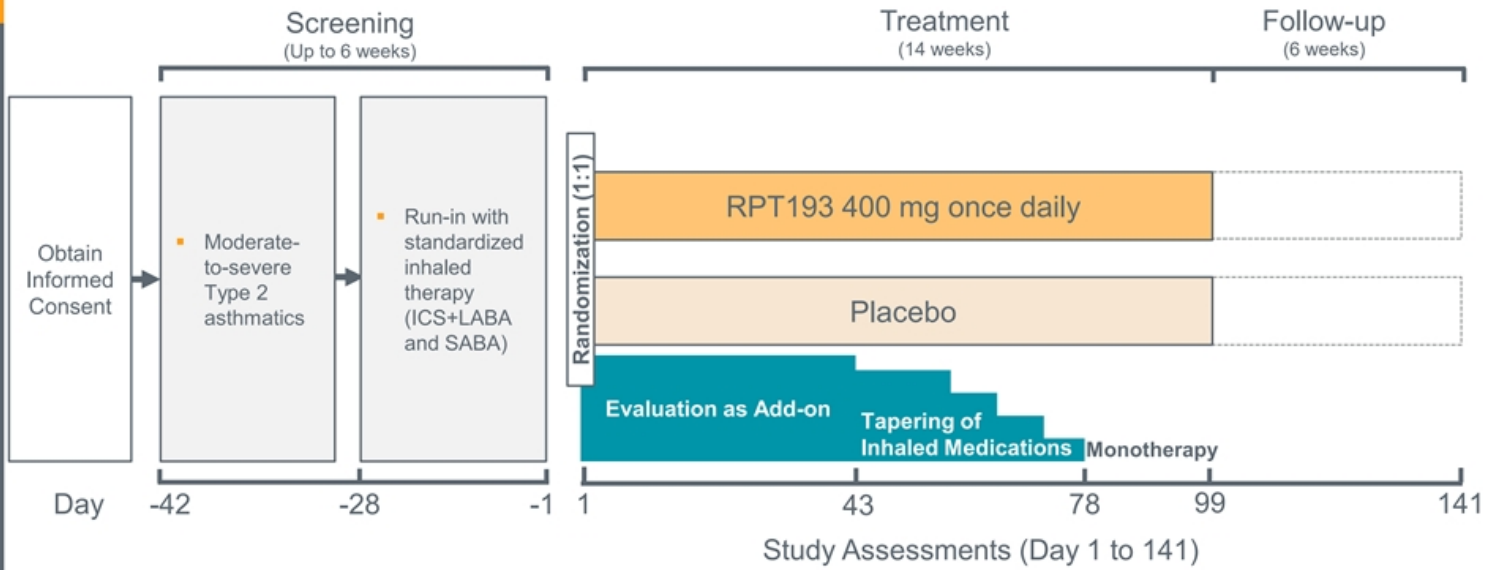 Screening
(Up to 6 weeks)
Treatment
(14 weeks)
Follow-up
(6 weeks)
Obtain
Informed
Consent
▪ Moderate-
to-severe
Type 2
asthmatics
▪ Run-in with
standardized
inhaled
therapy
(ICS+LABA
and SABA)
Randomization (1:1)
RPT193 400 mg once daily
Placebo
Evaluation as Add-on
Tapering of
Inhaled Medications
Monotherapy
Day -42 -28 -1 1 43 78 99 141
Study Assessments (Day 1 to 141)